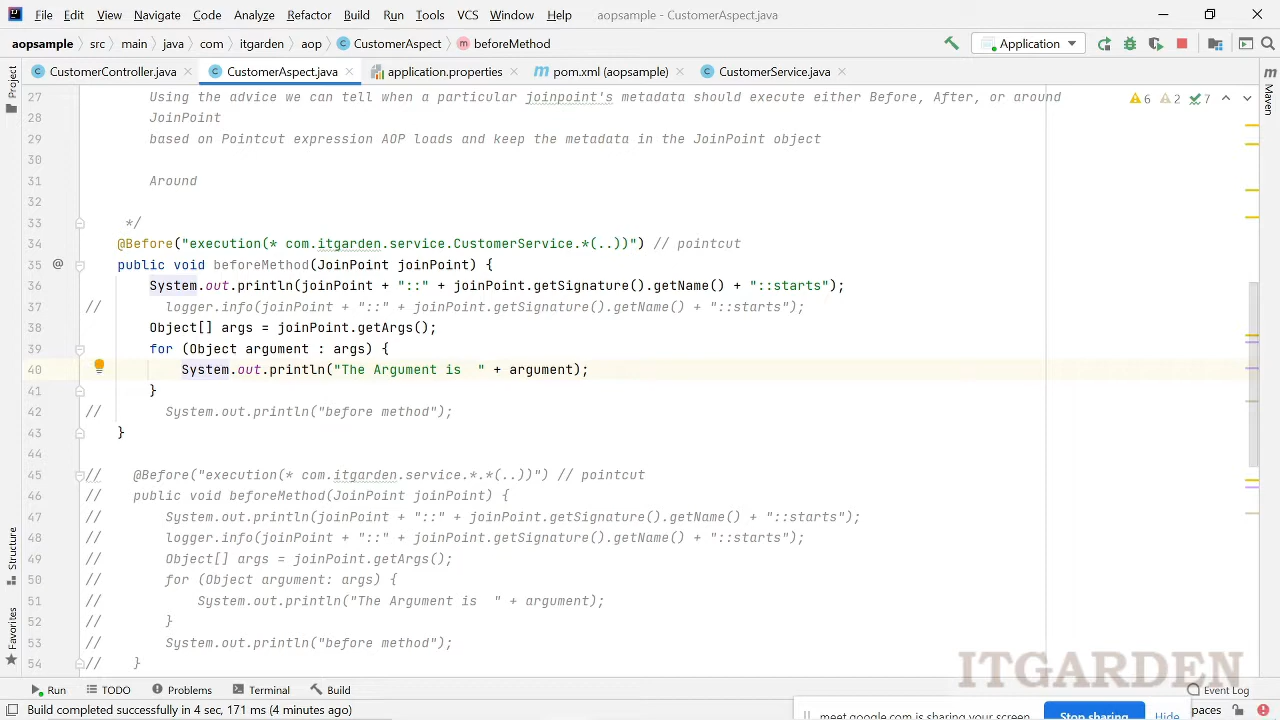 File Edit View Navigate Code Analyze Refactor Build Run Tools VCS Window Help aopsample - CustomerAspect.java
aopsample src main java com itgarden Aop CustomerAspect beforeMethod Application
CustomerController.java CustomerAspect.java application.properties pom.xml (aopsample) CustomerService.java
Project
Maven
Structure
Favorites
6 2 7
27 Using the advice we can tell when a particular joinpoint's metadata should execute either Before, After, or around
28 JoinPoint
29 based on Pointcut expression AOP loads and keep the metadata in the JoinPoint object
30
31 Around
32
33 */
34 @Before("execution(* com.itgarden.service.CustomerService.*(..))") // pointcut
35 @ public void beforeMethod(JoinPoint joinPoint) {
36 System.out.println(joinPoint + "::" + joinPoint.getSignature().getName() + "::starts");
37 // logger.info(joinPoint + "::" + joinPoint.getSignature().getName() + "::starts");
38 Object[] args = joinPoint.getArgs();
39 for (Object argument : args) {
40 System.out.println("The Argument is  " + argument);
41 }
42 // System.out.println("before method");
43 }
44
45 // @Before("execution(* com.itgarden.service.*.*(..))") // pointcut
46 // public void beforeMethod(JoinPoint joinPoint) {
47 // System.out.println(joinPoint + "::" + joinPoint.getSignature().getName() + "::starts");
48 // logger.info(joinPoint + "::" + joinPoint.getSignature().getName() + "::starts");
49 // Object[] args = joinPoint.getArgs();
50 // for (Object argument: args) {
51 // System.out.println("The Argument is  " + argument);
52 // }
53 // System.out.println("before method");
54 // }
ITGARDEN
Run TODO Problems Terminal Build Event Log
Build completed successfully in 4 sec, 171 ms (4 minutes ago)
meet.google.com is sharing your screen. Stop sharing Hide